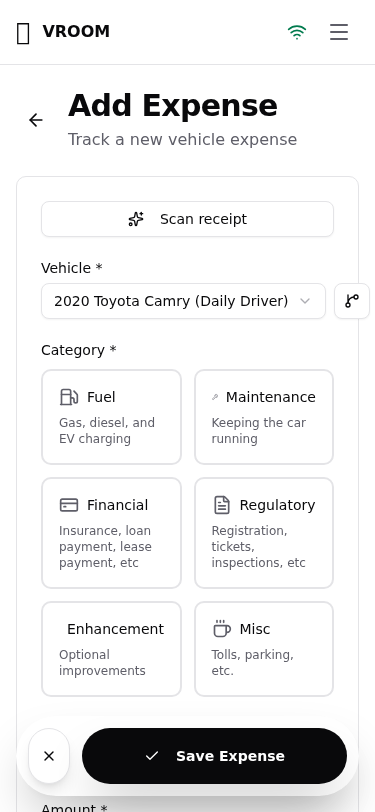 VROOM
Add Expense
Track a new vehicle expense
Scan receipt
Vehicle *
2020 Toyota Camry (Daily Driver)
Category *
Fuel
Gas, diesel, and
EV charging
Maintenance
Keeping the car
running
Financial
Insurance, loan
payment, lease
payment, etc
Regulatory
Registration,
tickets,
inspections, etc
Enhancement
Optional
improvements
Misc
Tolls, parking,
etc.
Save Expense
Amount *